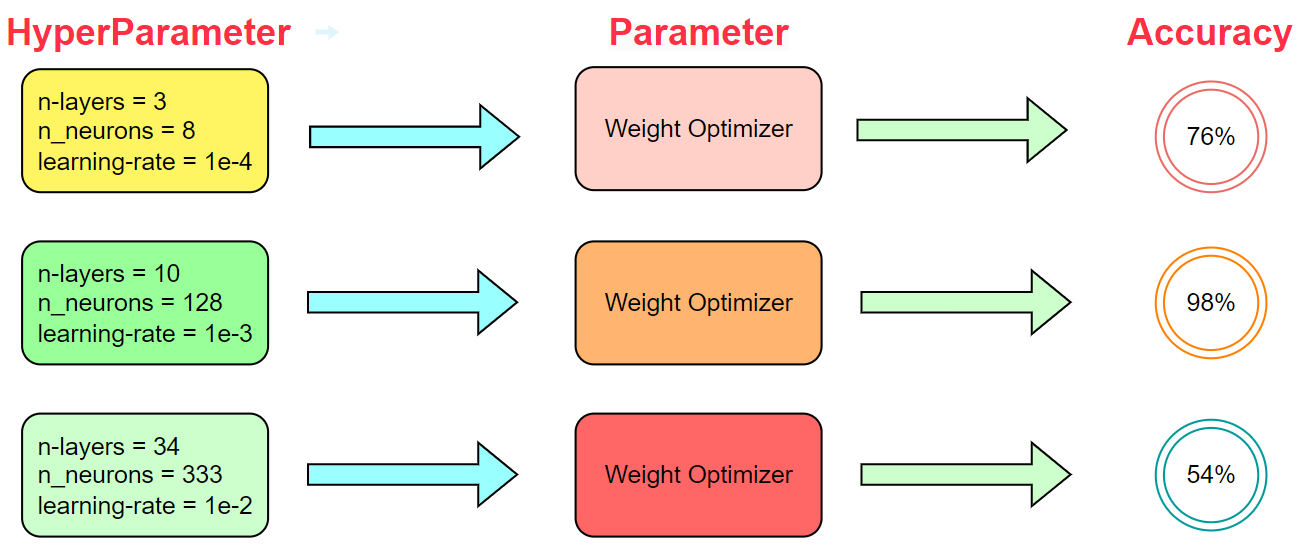 HyperParameter
Parameter
Accuracy
n-layers = 3
n_neurons = 8
learning-rate = 1e-4
Weight Optimizer
76%
n-layers = 10
n_neurons = 128
learning-rate = 1e-3
Weight Optimizer
98%
n-layers = 34
n_neurons = 333
learning-rate = 1e-2
Weight Optimizer
54%